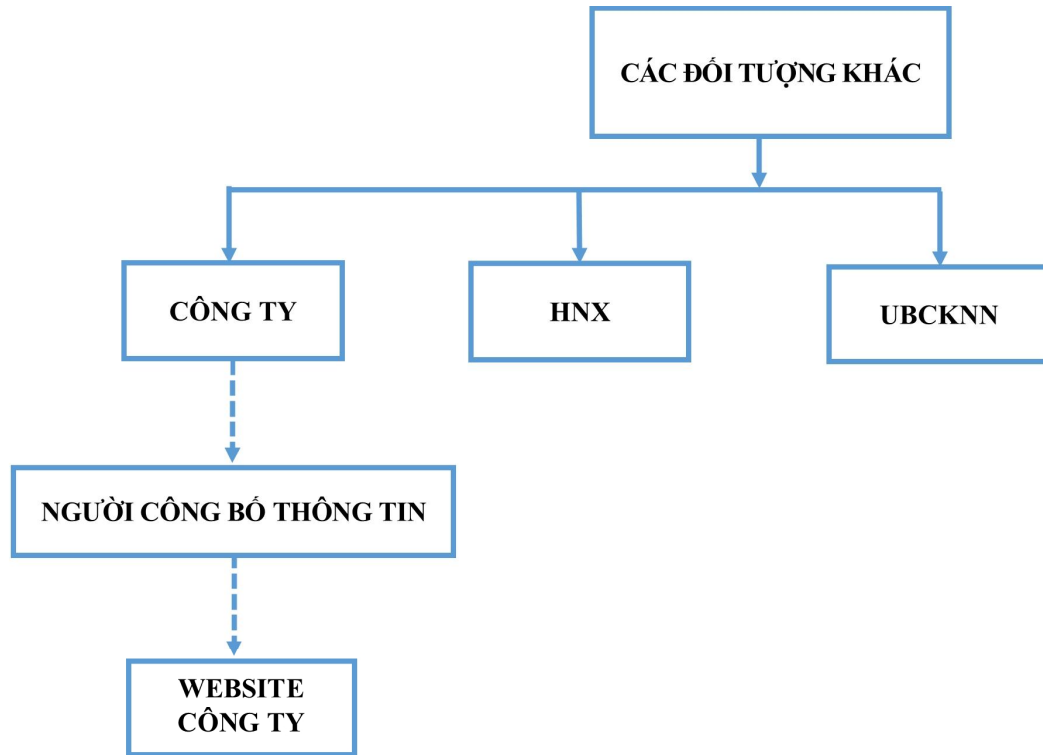 CÁC ĐỐI TƯỢNG KHÁC
CÔNG TY
HNX
UBCKNN
NGƯỜI CÔNG BỐ THÔNG TIN
WEBSITE
CÔNG TY